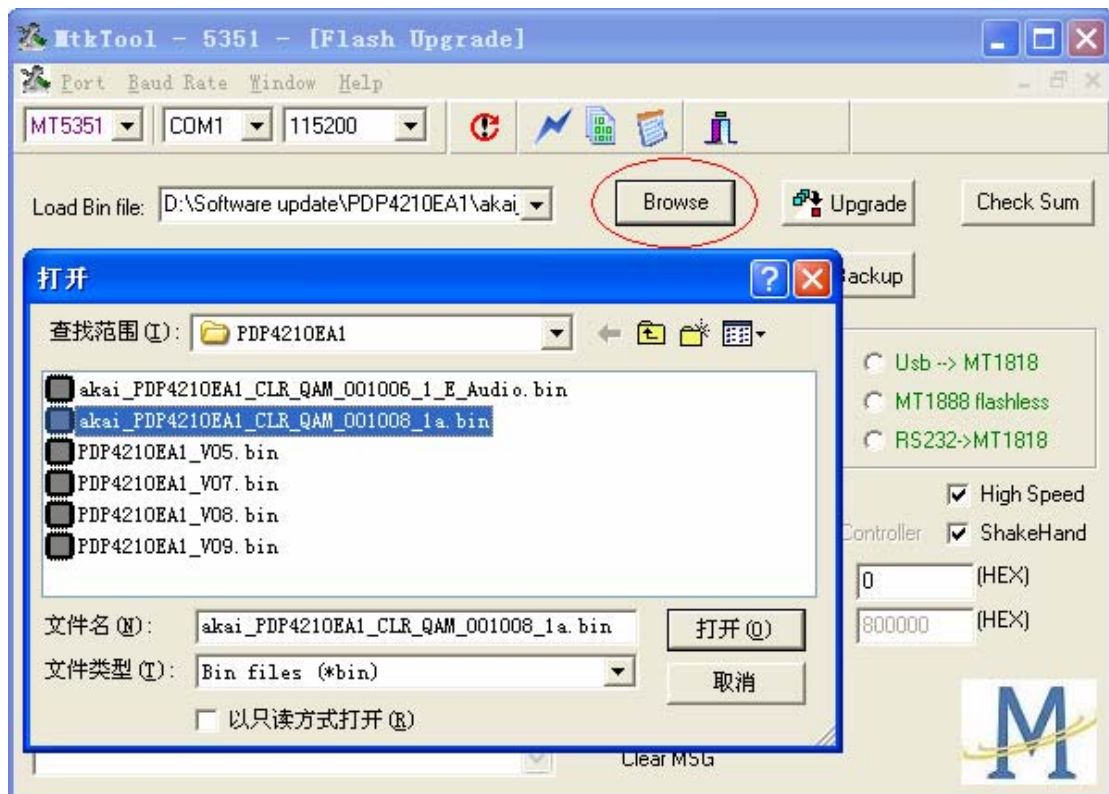 MtkTool - 5351 - [Flash Upgrade]
Port Baud Rate Window Help
MT5351 COM1 115200
Load Bin file: D:\Software update\PDP4210EA1\akai_ Browse Upgrade Check Sum
打开
查找范围(I): PDP4210EA1
akai_PDP4210EA1_CLR_QAM_001006_1_E_Audio.bin
akai_PDP4210EA1_CLR_QAM_001008_1a.bin
PDP4210EA1_V05.bin
PDP4210EA1_V07.bin
PDP4210EA1_V08.bin
PDP4210EA1_V09.bin
文件名(N): akai_PDP4210EA1_CLR_QAM_001008_1a.bin 打开(O)
文件类型(T): Bin files (*bin) 取消
以只读方式打开(R)
ackup
Usb --> MT1818
MT1888 flashless
RS232->MT1818
High Speed
Controller ShakeHand
0 (HEX)
800000 (HEX)
Clear MSG
M